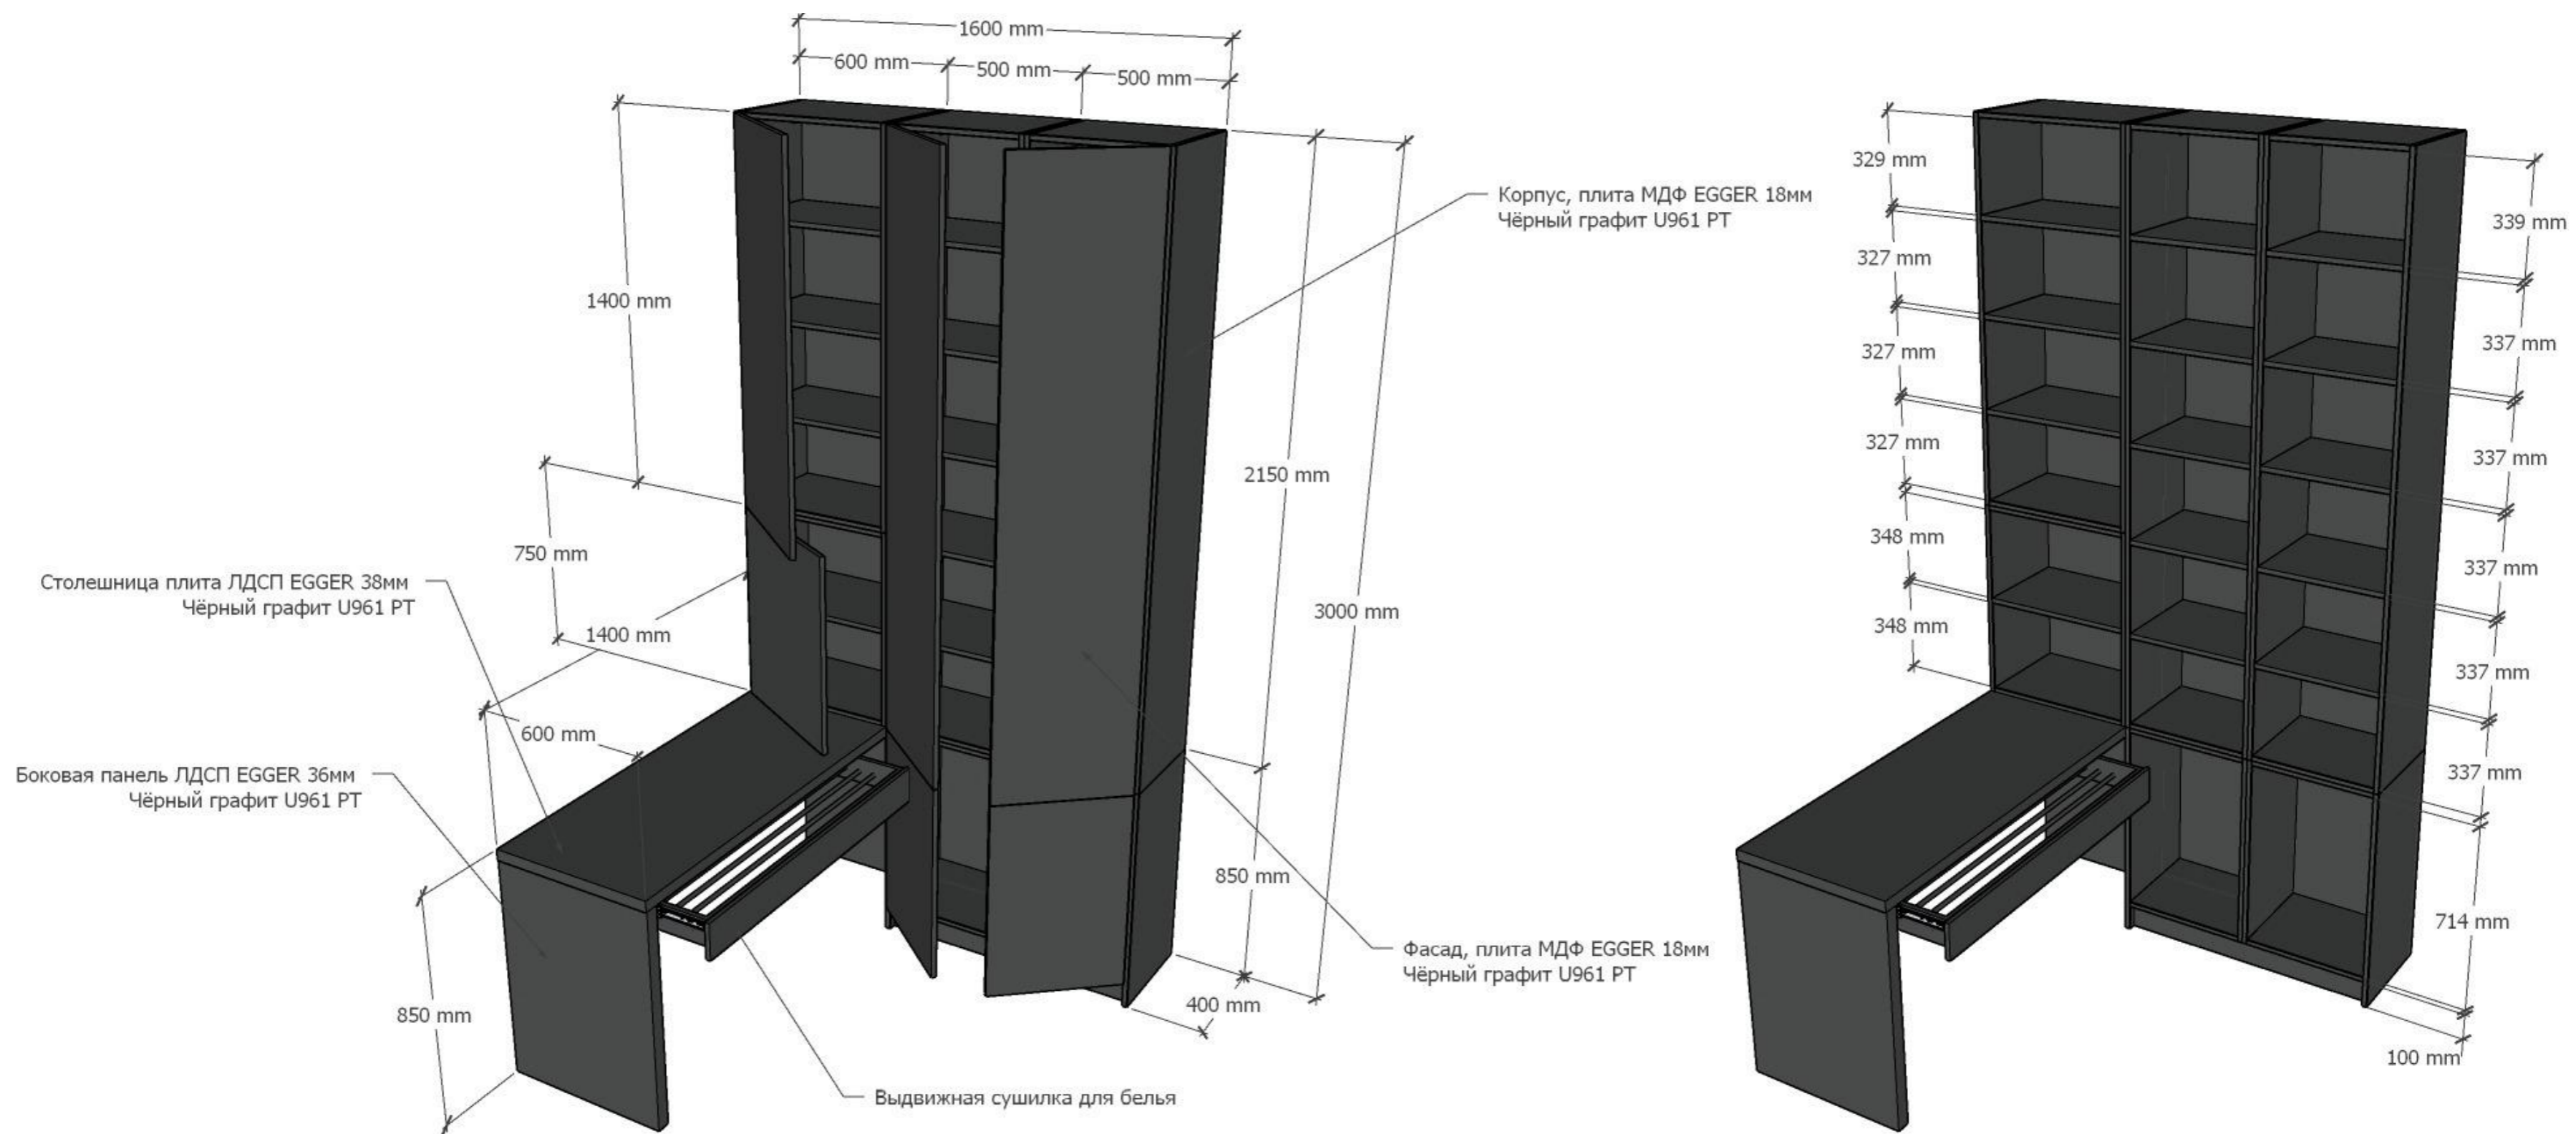 1600 mm
600 mm
500 mm
500 mm
1400 mm
750 mm
1400 mm
600 mm
850 mm
2150 mm
3000 mm
850 mm
400 mm
Корпус, плита МДФ EGGER 18мм
Чёрный графит U961 PT
Столешница плита ЛДСП EGGER 38мм
Чёрный графит U961 PT
Боковая панель ЛДСП EGGER 36мм
Чёрный графит U961 PT
Фасад, плита МДФ EGGER 18мм
Чёрный графит U961 PT
Выдвижная сушилка для белья
329 mm
327 mm
327 mm
327 mm
348 mm
348 mm
339 mm
337 mm
337 mm
337 mm
337 mm
337 mm
714 mm
100 mm